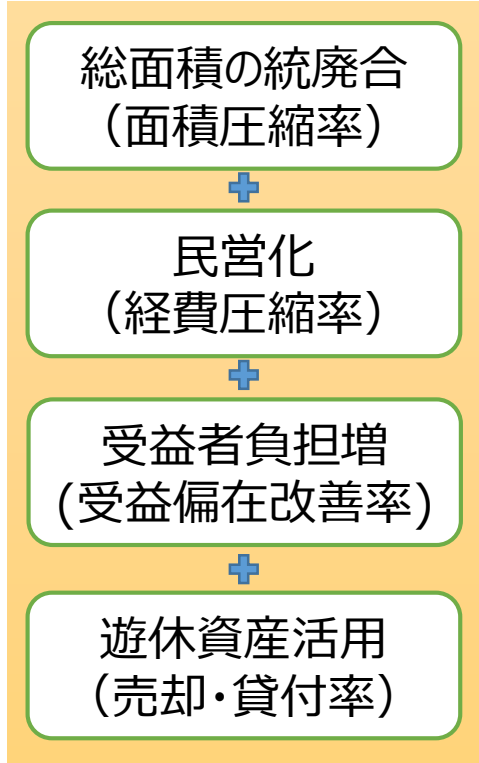 総面積の統廃合
（面積圧縮率）
民営化
（経費圧縮率）
受益者負担増
(受益偏在改善率)
遊休資産活用
（売却・貸付率）